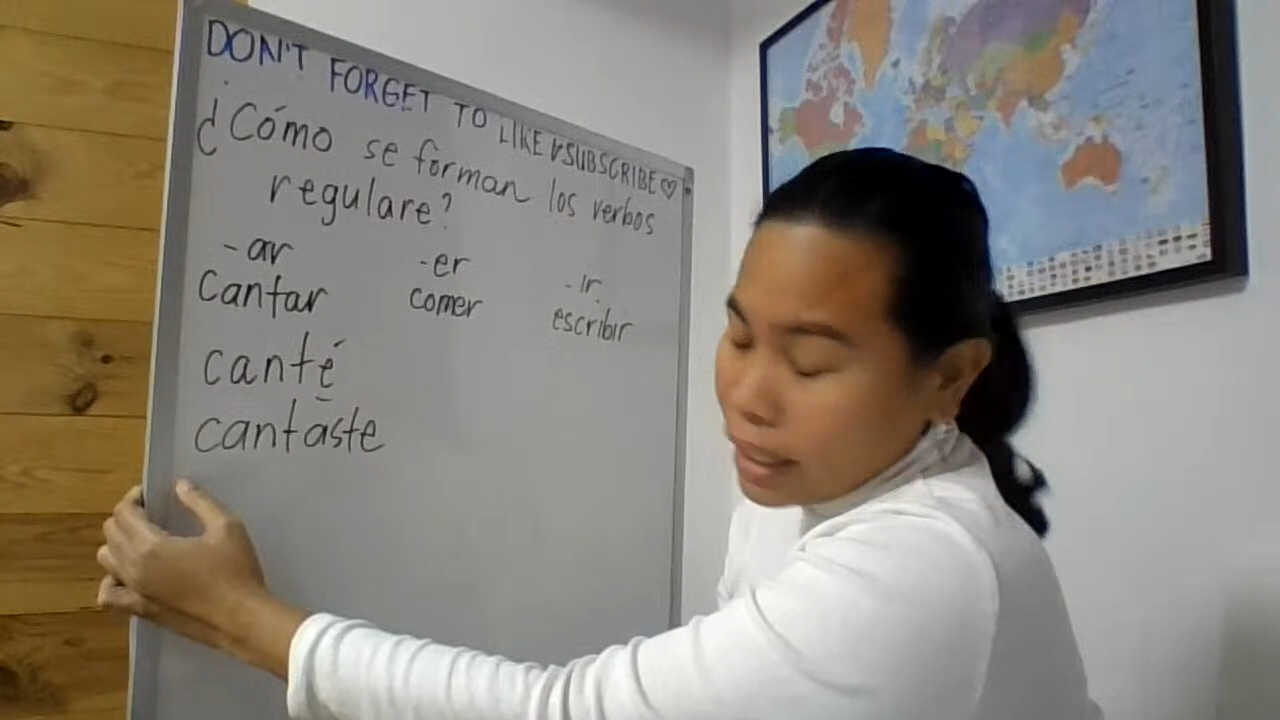 DON'T FORGET TO LIKE & SUBSCRIBE ♡
¿Cómo se forman los verbos
regulare?
-ar -er -ir
Cantar comer escribir
canté
cantaste